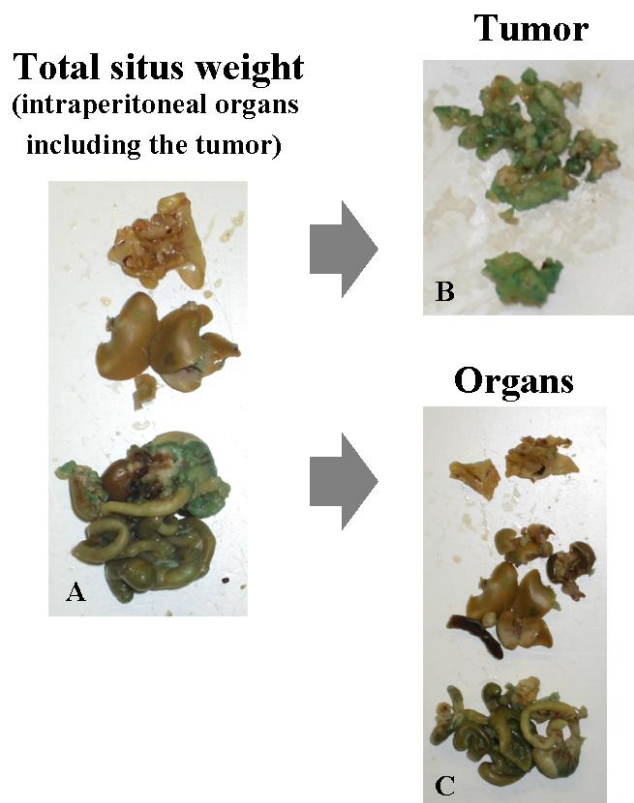 Total situs weight
(intraperitoneal organs
including the tumor)
A
Tumor
B
Organs
C